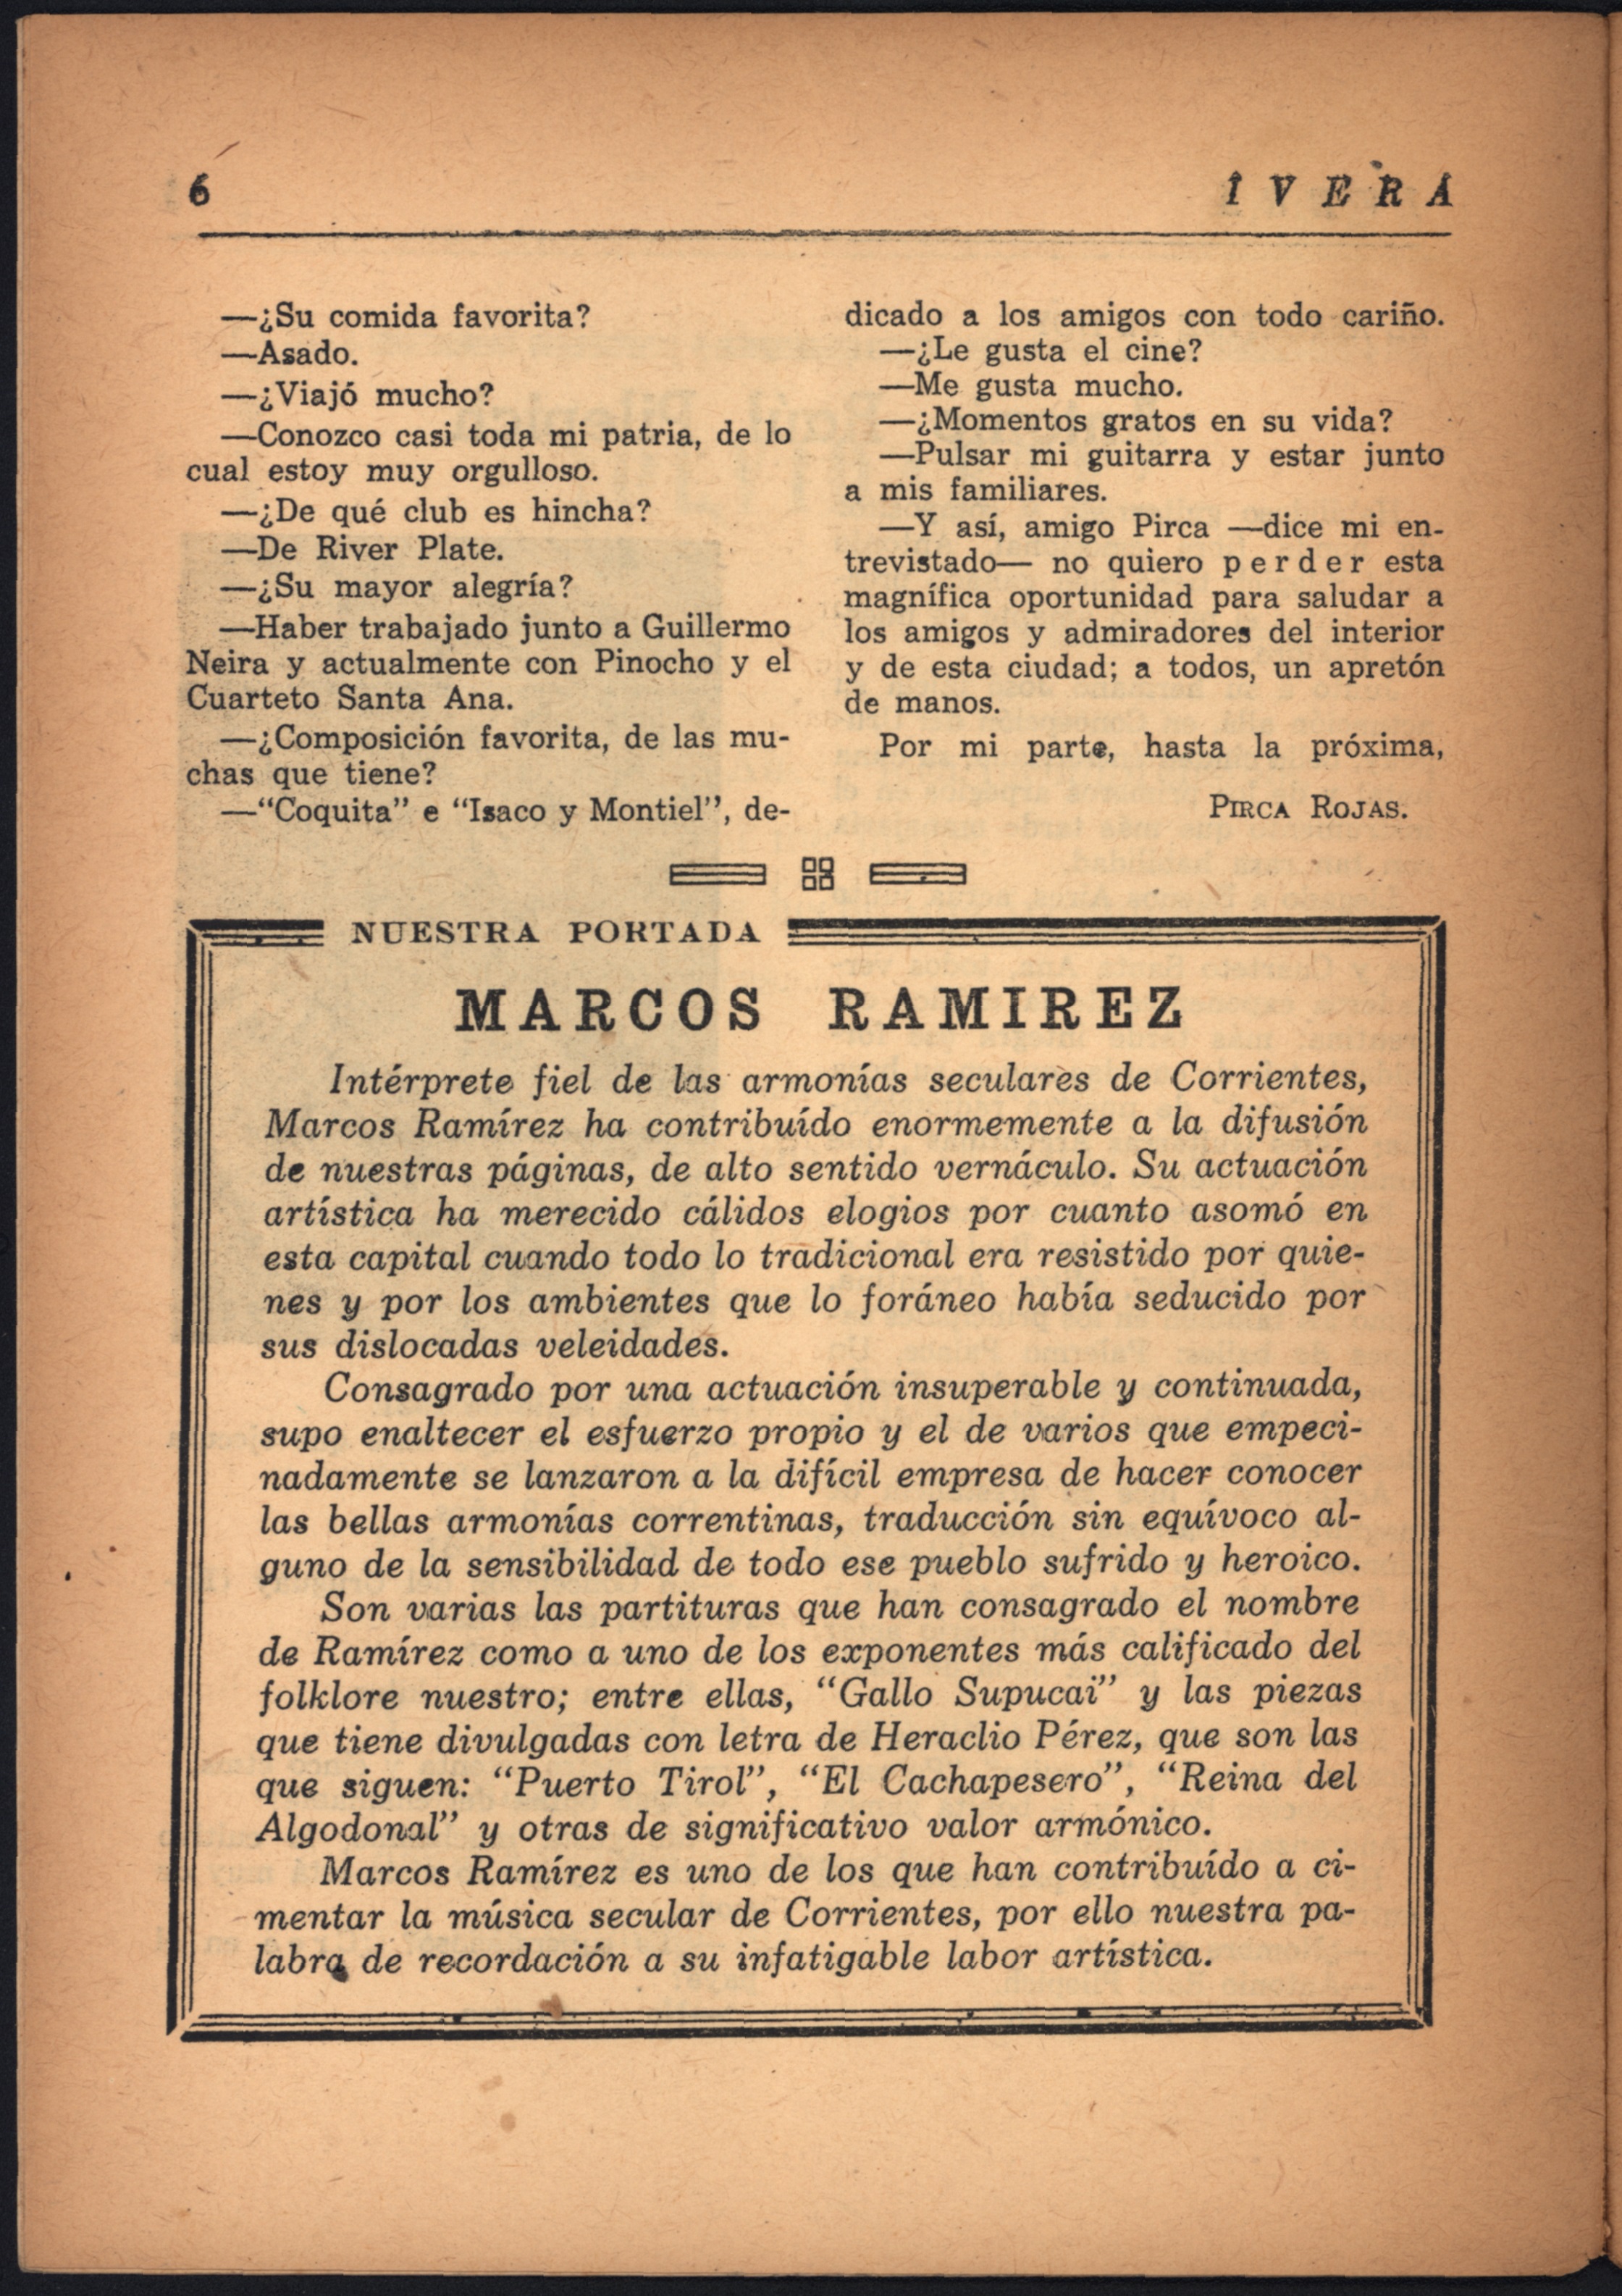 6
IVERA
—¿Su comida favorita?
—Asado.
—¿Viajó mucho?
—Conozco casi toda mi patria, de lo
cual estoy muy orgulloso.
—¿De qué club es hincha?
—De River Plate.
—¿Su mayor alegría?
—Haber trabajado junto a Guillermo
Neira y actualmente con Pinocho y el
Cuarteto Santa Ana.
—¿Composición favorita, de las mu-
chas que tiene?
—“Coquita” e “Isaco y Montiel”, de-
dicado a los amigos con todo cariño.
—¿Le gusta el cine?
—Me gusta mucho.
—¿Momentos gratos en su vida?
—Pulsar mi guitarra y estar junto
a mis familiares.
—Y así, amigo Pirca —dice mi en-
trevistado— no quiero perder esta
magnífica oportunidad para saludar a
los amigos y admiradores del interior
y de esta ciudad; a todos, un apretón
de manos.
Por mi parte, hasta la próxima,
PIRCA ROJAS.
NUESTRA PORTADA
MARCOS RAMIREZ
Intérprete fiel de las armonías seculares de Corrientes,
Marcos Ramírez ha contribuído enormemente a la difusión
de nuestras páginas, de alto sentido vernáculo. Su actuación
artística ha merecido cálidos elogios por cuanto asomó en
esta capital cuando todo lo tradicional era resistido por quie-
nes y por los ambientes que lo foráneo había seducido por
sus dislocadas veleidades.
Consagrado por una actuación insuperable y continuada,
supo enaltecer el esfuerzo propio y el de varios que empeci-
nadamente se lanzaron a la difícil empresa de hacer conocer
las bellas armonías correntinas, traducción sin equívoco al-
guno de la sensibilidad de todo ese pueblo sufrido y heroico.
Son varias las partituras que han consagrado el nombre
de Ramírez como a uno de los exponentes más calificado del
folklore nuestro; entre ellas, “Gallo Supucai” y las piezas
que tiene divulgadas con letra de Heraclio Pérez, que son las
que siguen: “Puerto Tirol”, “El Cachapesero”, “Reina del
Algodonal” y otras de significativo valor armónico.
Marcos Ramírez es uno de los que han contribuído a ci-
mentar la música secular de Corrientes, por ello nuestra pa-
labra de recordación a su infatigable labor artística.